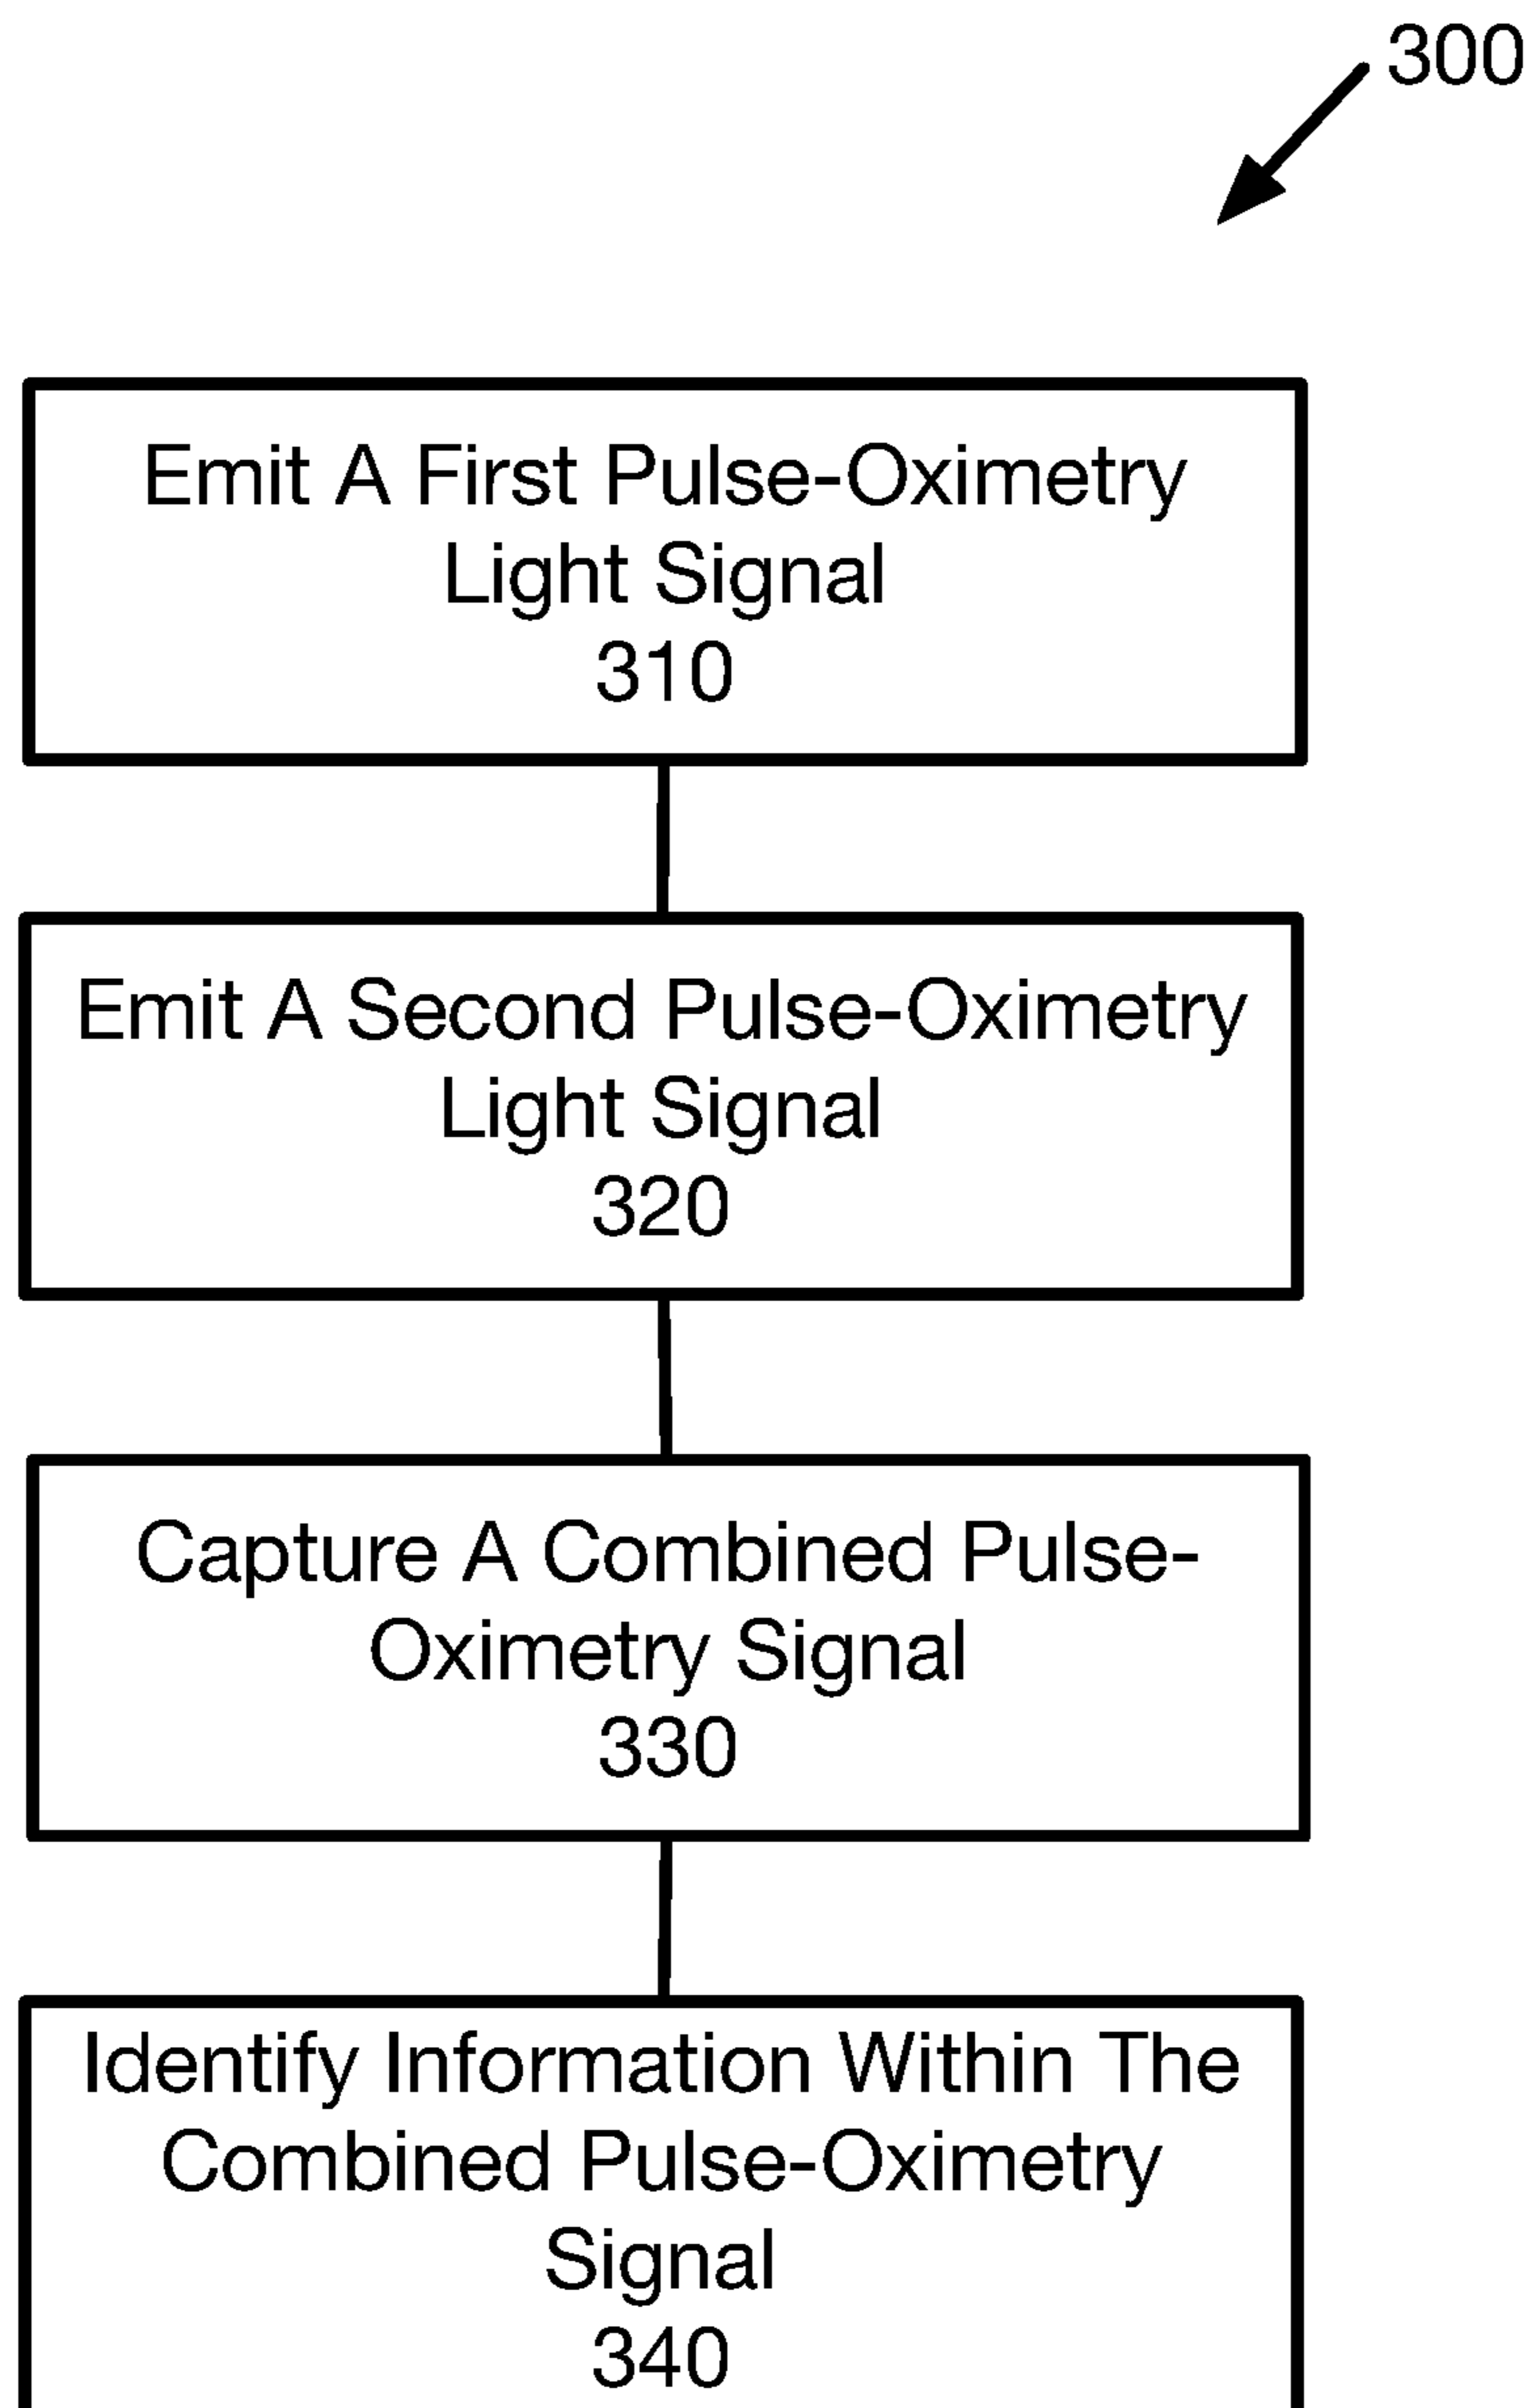 300
Emit A First Pulse-Oximetry
Light Signal
310
Emit A Second Pulse-Oximetry
Light Signal
320
Capture A Combined Pulse-
Oximetry Signal
330
Identify Information Within The
Combined Pulse-Oximetry
Signal
340